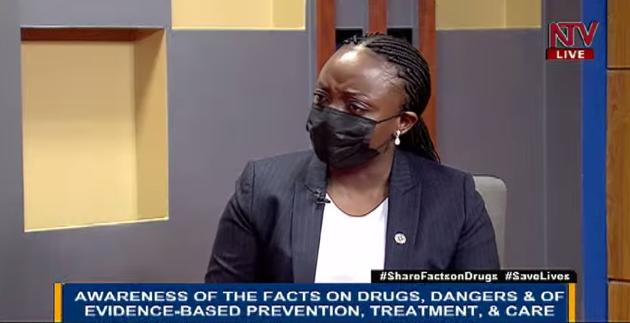 NTV
LIVE
#ShareFactsonDrugs #SaveLives
AWARENESS OF THE FACTS ON DRUGS, DANGERS & OF
EVIDENCE-BASED PREVENTION, TREATMENT, & CARE